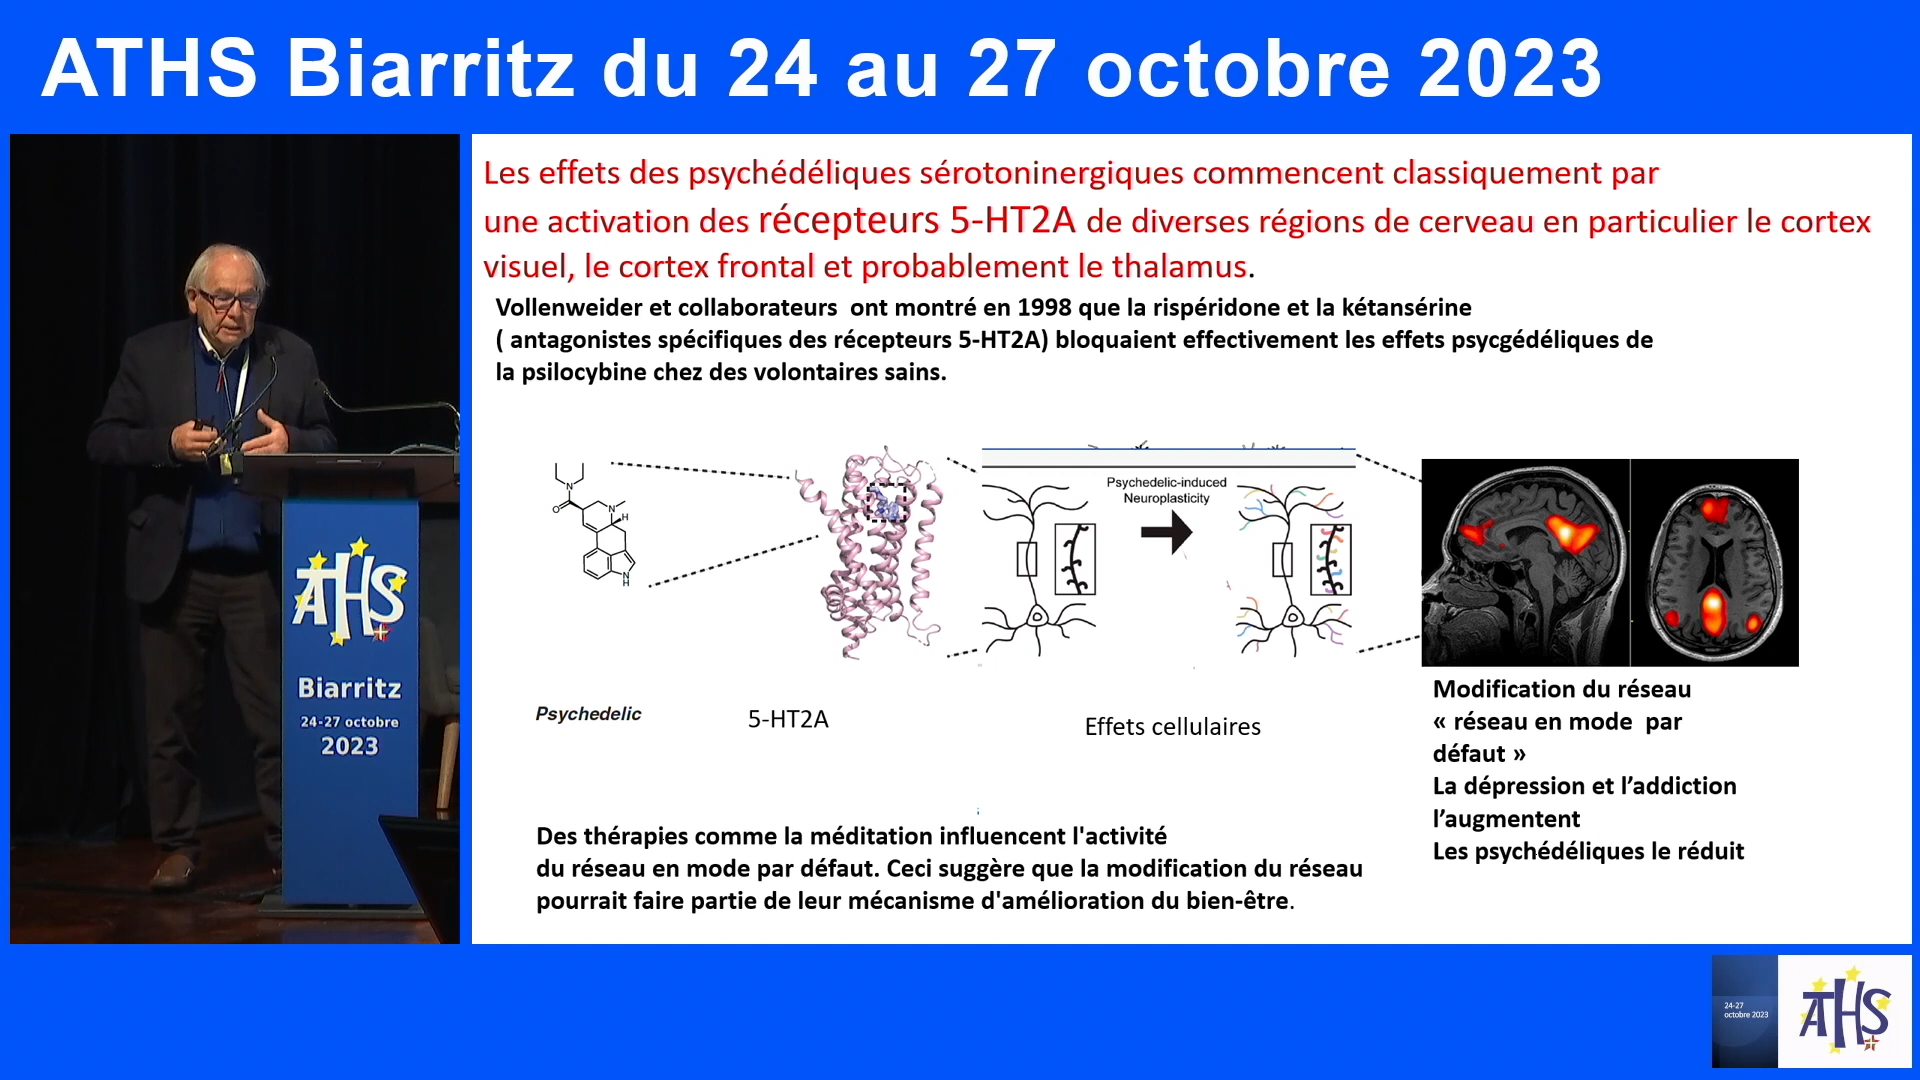 ATHS Biarritz du 24 au 27 octobre 2023
Les effets des psychédéliques sérotoninergiques commencent classiquement par
une activation des récepteurs 5-HT2A de diverses régions de cerveau en particulier le cortex
visuel, le cortex frontal et probablement le thalamus.
Vollenweider et collaborateurs ont montré en 1998 que la rispéridone et la kétansérine
( antagonistes spécifiques des récepteurs 5-HT2A) bloquaient effectivement les effets psycgédéliques de
la psilocybine chez des volontaires sains.
N
O
N
H
N
H
Psychedelic-induced
Neuroplasticity
Psychedelic
5-HT2A
Effets cellulaires
Modification du réseau
« réseau en mode par
défaut »
La dépression et l’addiction
l’augmentent
Les psychédéliques le réduit
;
Des thérapies comme la méditation influencent l'activité
du réseau en mode par défaut. Ceci suggère que la modification du réseau
pourrait faire partie de leur mécanisme d'amélioration du bien-être.
ATHS
Biarritz
24-27 octobre
2023
24-27
octobre 2023
ATHS